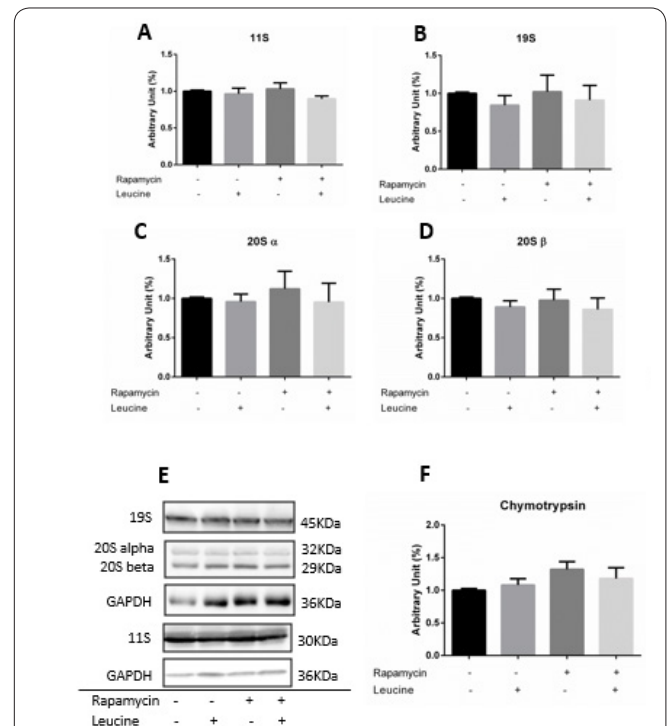 A
11S
Arbitrary Unit (%)
1.5
1.0
0.5
0.0
Rapamycin - - + +
Leucine - + - +
B
19S
Arbitrary Unit (%)
1.5
1.0
0.5
0.0
Rapamycin - - + +
Leucine - + - +
C
20S α
Arbitrary Unit (%)
1.5
1.0
0.5
0.0
Rapamycin - - + +
Leucine - + - +
D
20S β
Arbitrary Unit (%)
1.5
1.0
0.5
0.0
Rapamycin - - + +
Leucine - + - +
E
19S 45KDa
20S alpha 32KDa
20S beta 29KDa
GAPDH 36KDa
11S 30KDa
GAPDH 36KDa
Rapamycin - - + +
Leucine - + - +
F
Chymotrypsin
Arbitrary Unit (%)
2.0
1.5
1.0
0.5
0.0
Rapamycin - - + +
Leucine - + - +